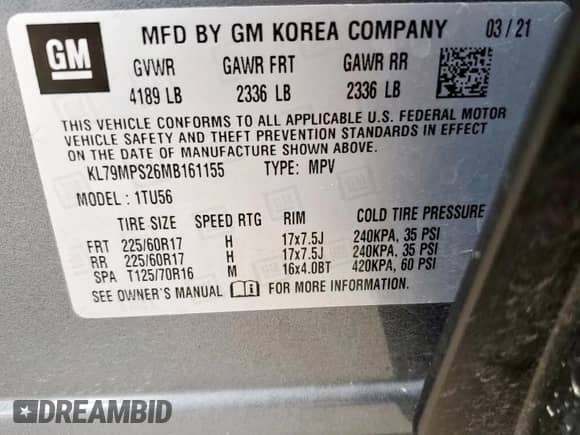 GM
MFD BY GM KOREA COMPANY 03/21
GVWR GAWR FRT GAWR RR
4189 LB 2336 LB 2336 LB
THIS VEHICLE CONFORMS TO ALL APPLICABLE U.S. FEDERAL MOTOR
VEHICLE SAFETY AND THEFT PREVENTION STANDARDS IN EFFECT
ON THE DATE OF MANUFACTURE SHOWN ABOVE.
KL79MPS26MB161155 TYPE: MPV
MODEL: 1TU56
TIRE SIZE SPEED RTG RIM COLD TIRE PRESSURE
FRT 225/60R17 H 17x7.5J 240KPA, 35 PSI
RR 225/60R17 H 17x7.5J 240KPA, 35 PSI
SPA T125/70R16 M 16x4.0BT 420KPA, 60 PSI
SEE OWNER'S MANUAL FOR MORE INFORMATION.
DREAMBID